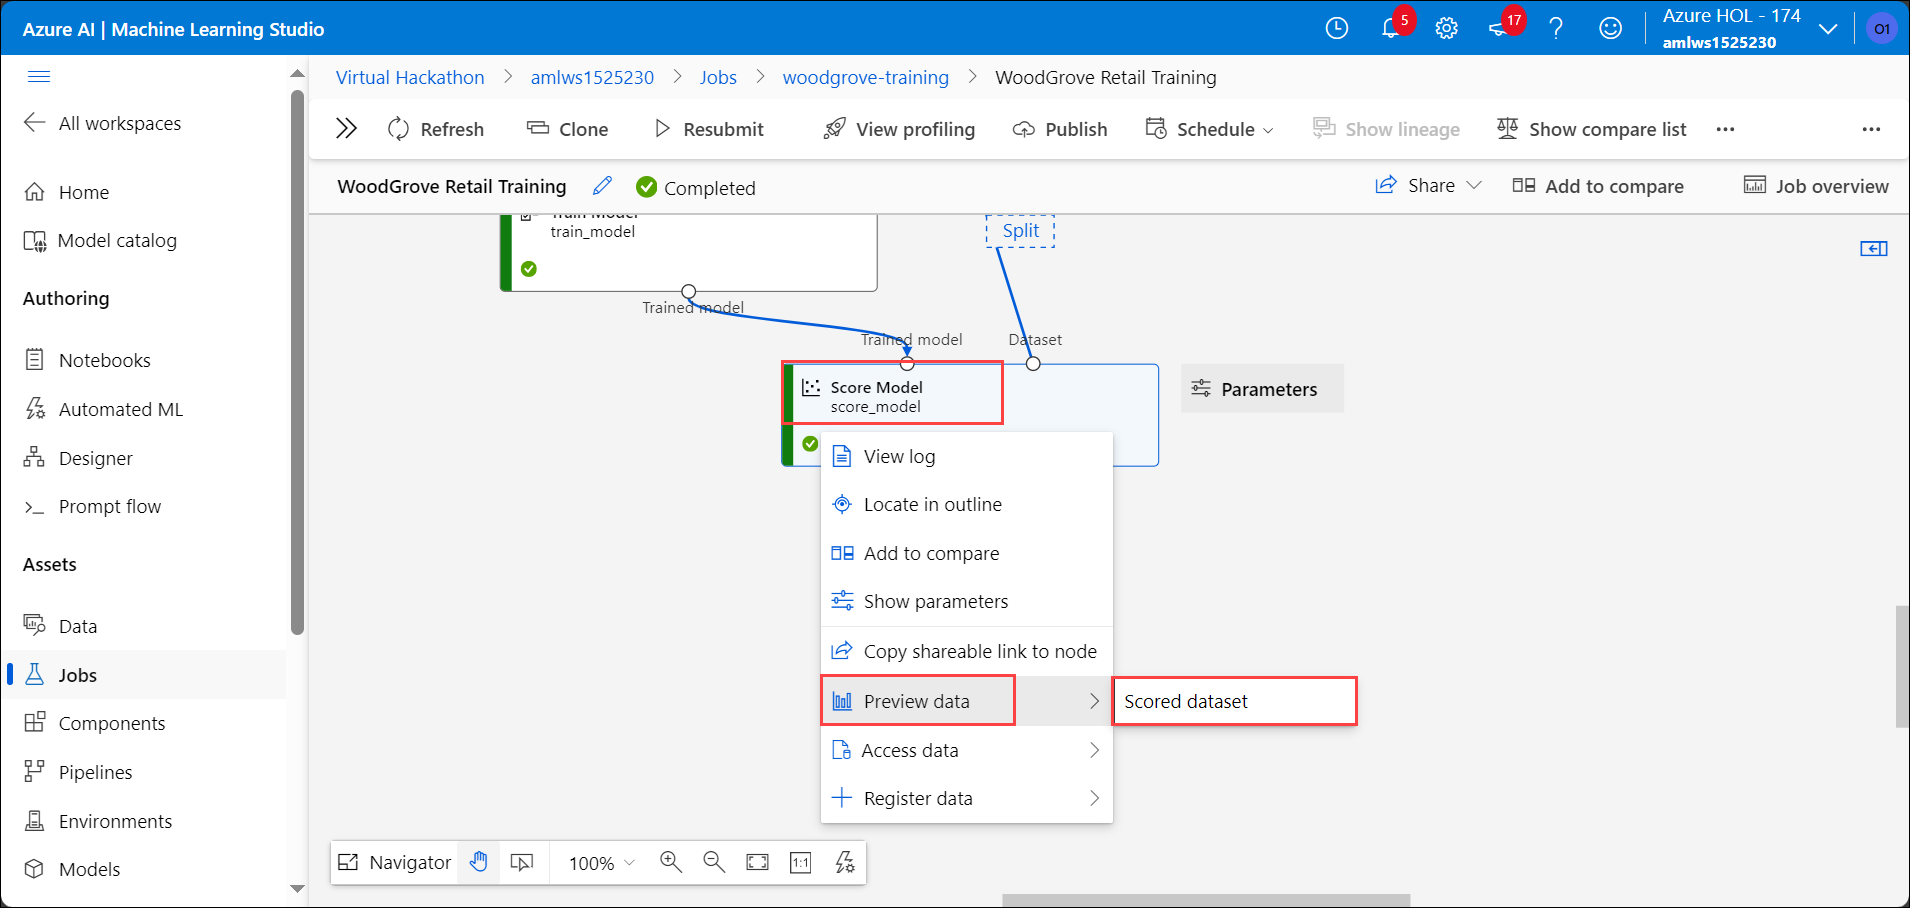 Azure AI | Machine Learning Studio
5
17
Azure HOL - 174
amlws1525230
O1
All workspaces
Home
Model catalog
Authoring
Notebooks
Automated ML
Designer
Prompt flow
Assets
Data
Jobs
Components
Pipelines
Environments
Models
Virtual Hackathon > amlws1525230 > Jobs > woodgrove-training > WoodGrove Retail Training
Refresh
Clone
Resubmit
View profiling
Publish
Schedule
Show lineage
Show compare list
WoodGrove Retail Training
Completed
Share
Add to compare
Job overview
Train Model
train_model
Split
Trained model
Trained model
Dataset
Score Model
score_model
Parameters
View log
Locate in outline
Add to compare
Show parameters
Copy shareable link to node
Preview data
Scored dataset
Access data
Register data
Navigator
100%
1:1